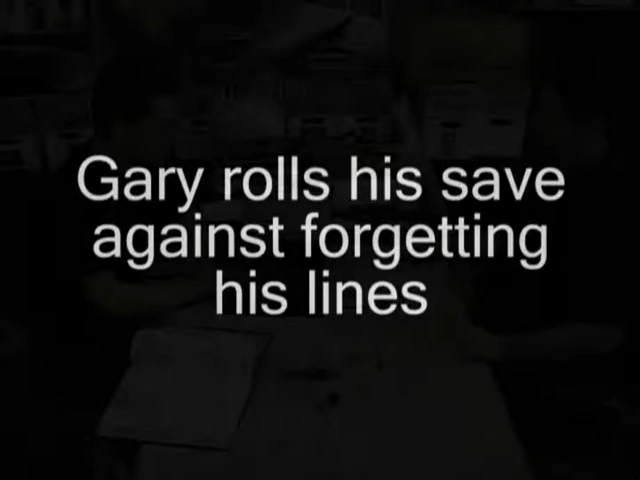 Gary rolls his save
against forgetting
his lines